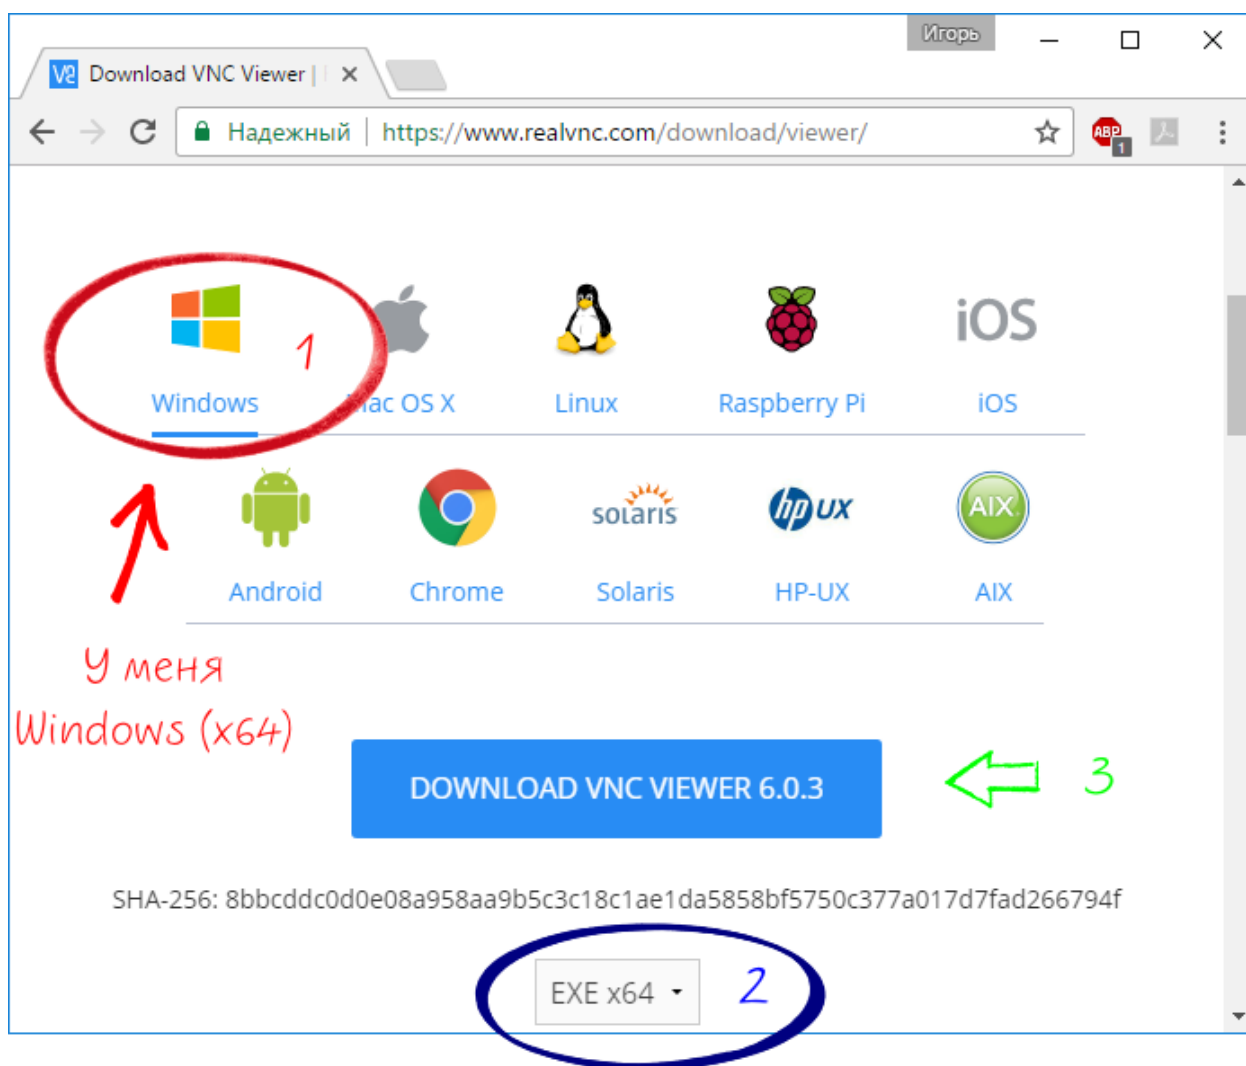 Игорь
Download VNC Viewer |
Надежный | https://www.realvnc.com/download/viewer/
ABP
1
1
iOS
Windows
Mac OS X
Linux
Raspberry Pi
iOS
solaris
hp UX
AIX
Android
Chrome
Solaris
HP-UX
AIX
У меня
Windows (x64)
DOWNLOAD VNC VIEWER 6.0.3
3
SHA-256: 8bbcddc0d0e08a958aa9b5c3c18c1ae1da5858bf5750c377a017d7fad266794f
EXE x64
2